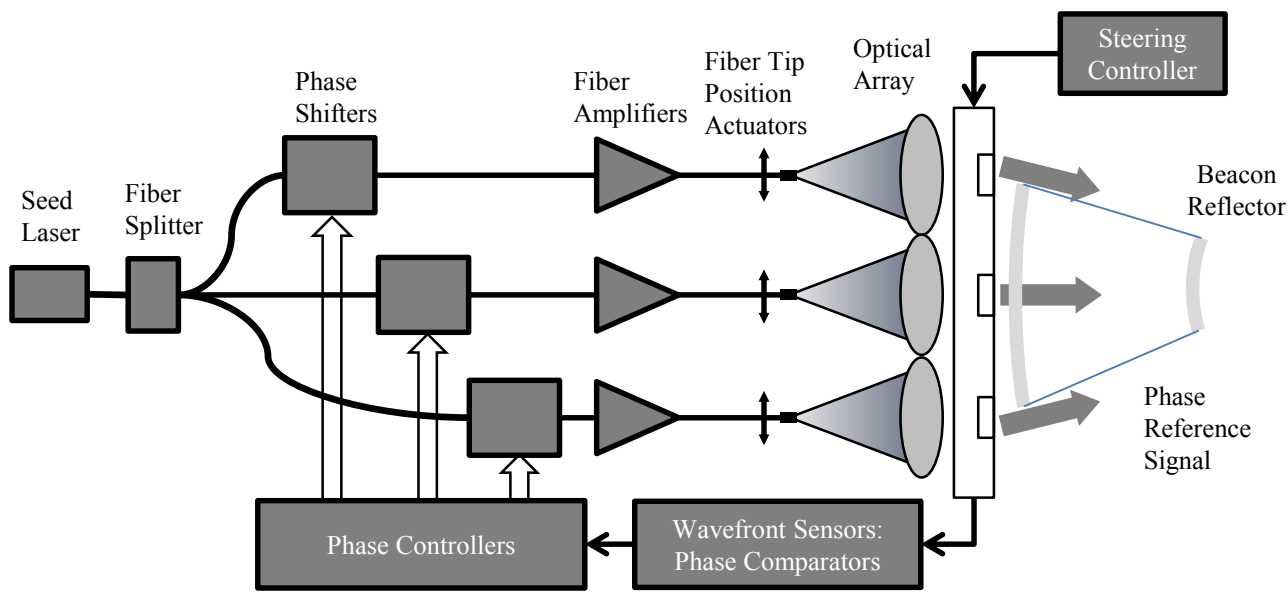 Steering
Controller
Optical
Array
Fiber Tip
Position
Actuators
Phase
Shifters
Fiber
Amplifiers
Beacon
Reflector
Seed
Laser
Fiber
Splitter
Phase
Reference
Signal
Phase Controllers
Wavefront Sensors:
Phase Comparators